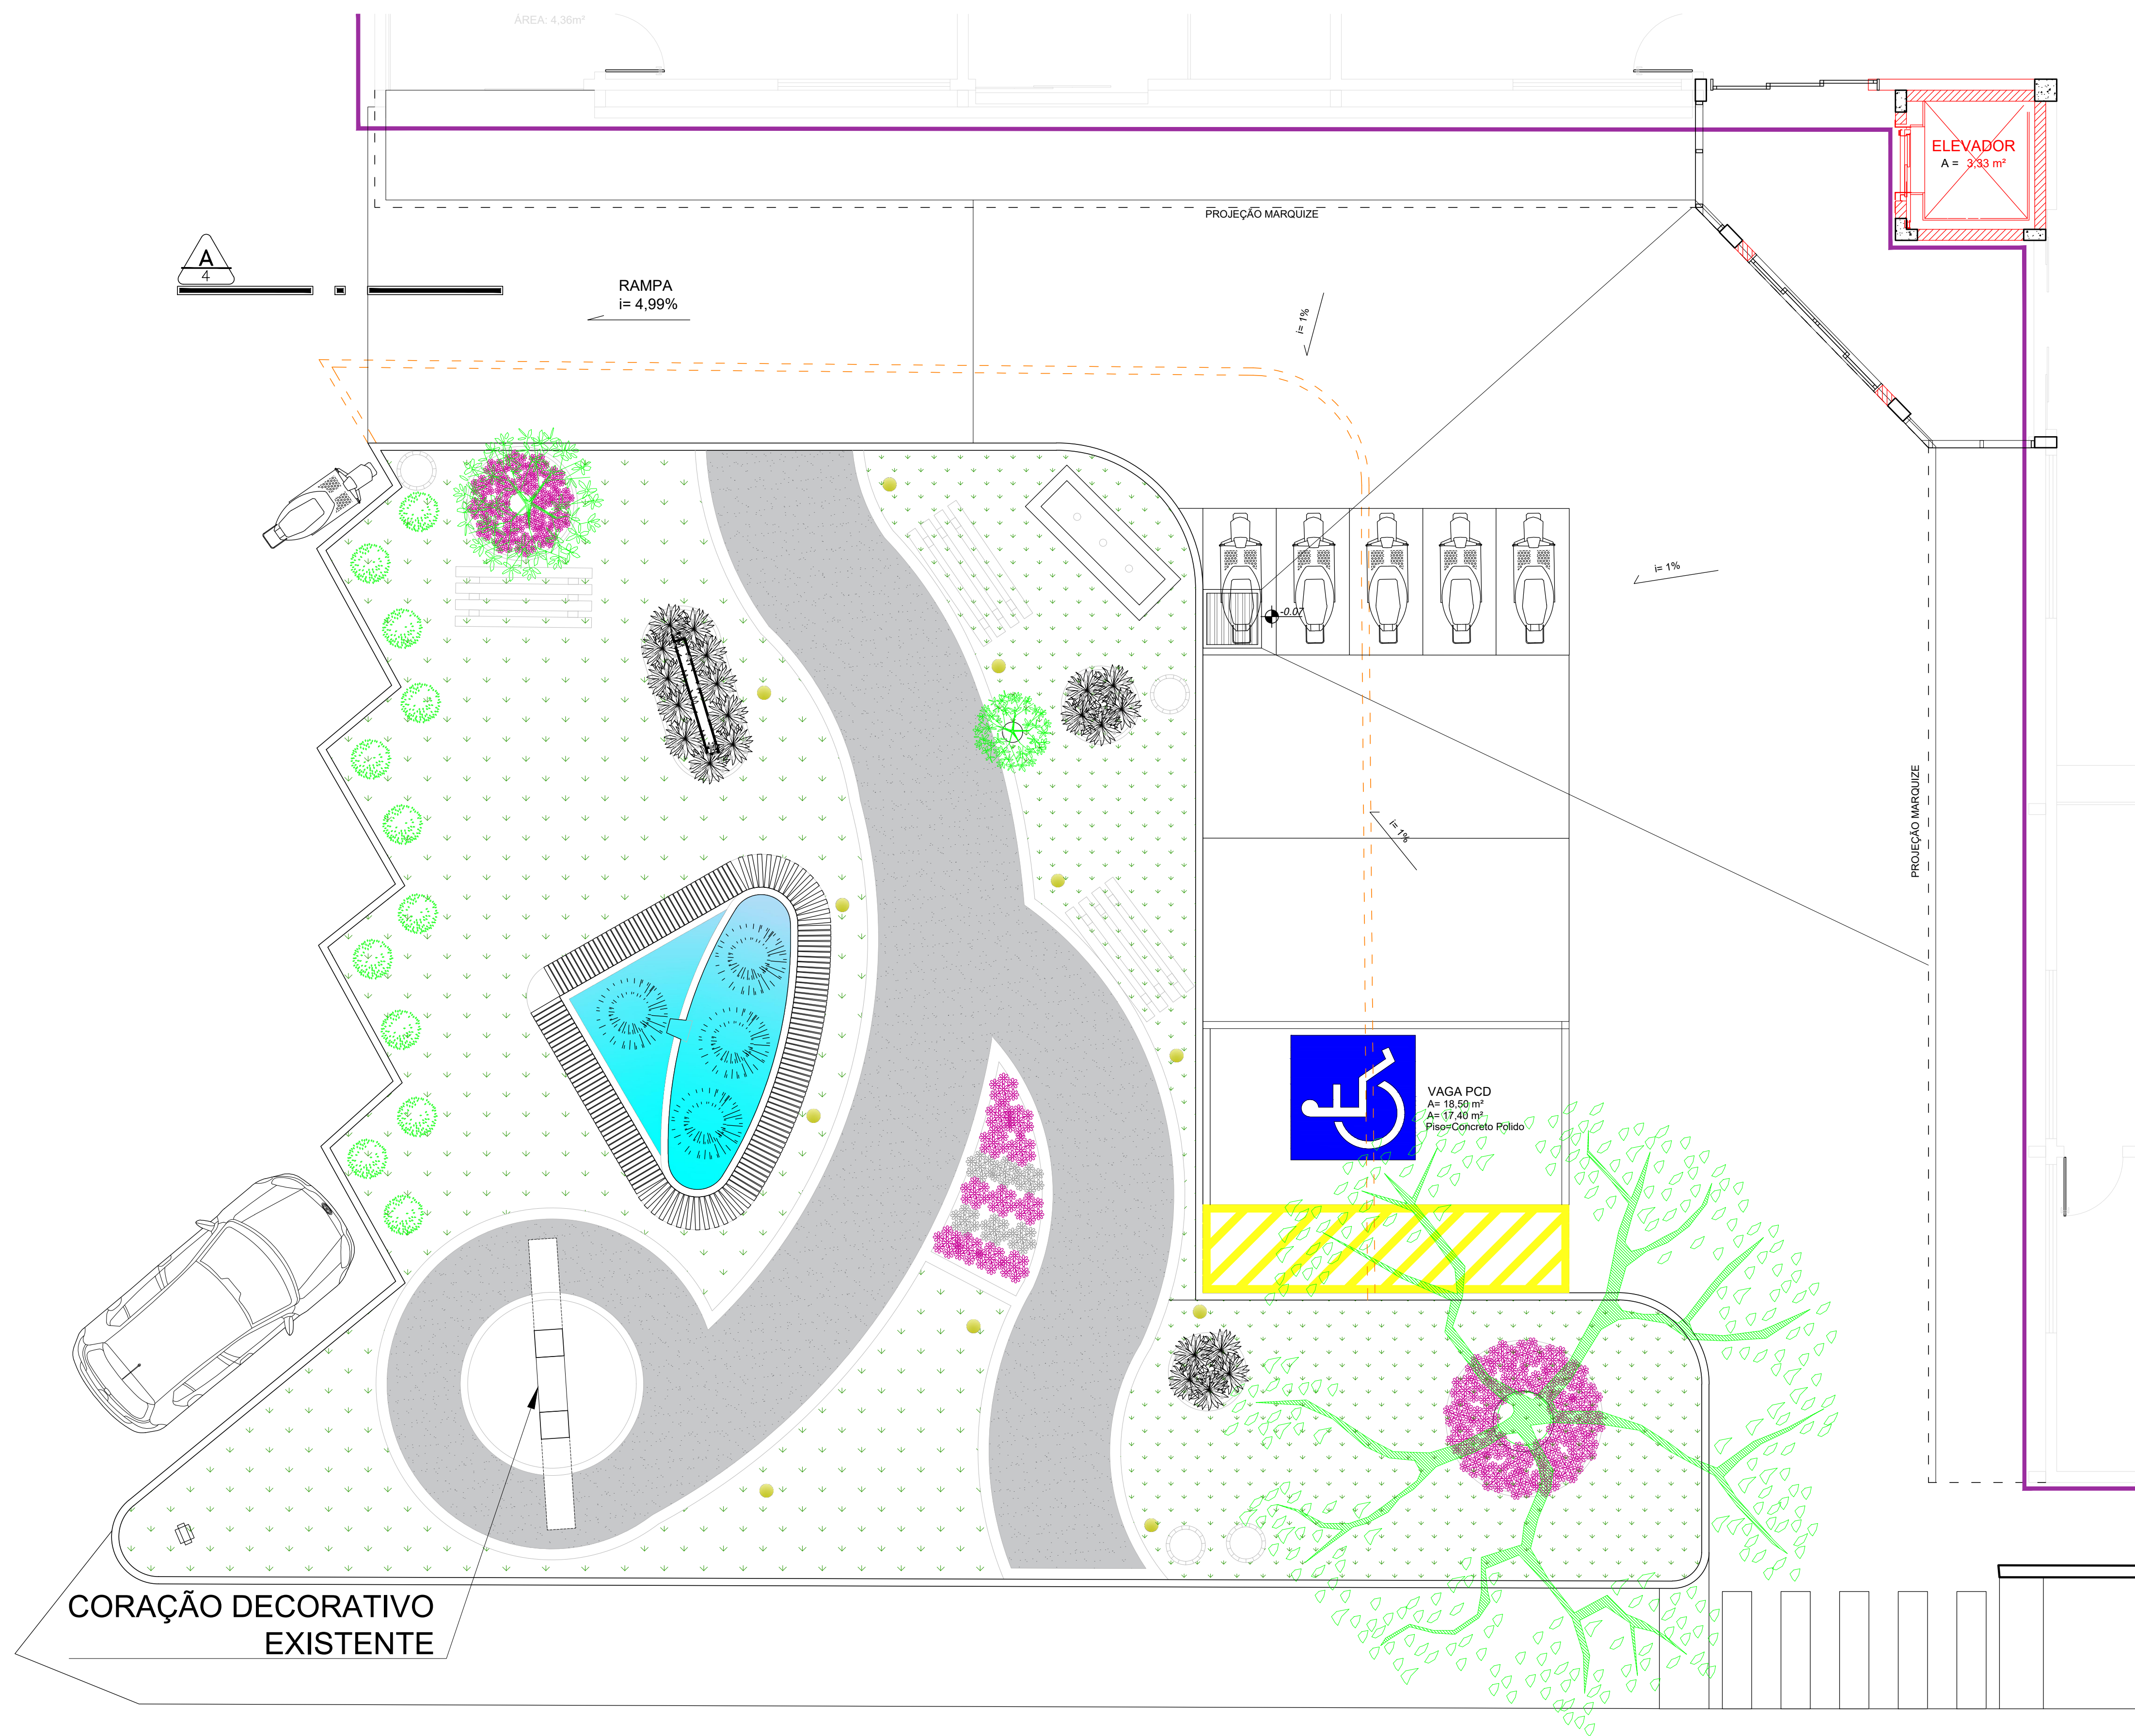 ÁREA: 4,36m²
ELEVADOR
A = 3,33 m²
PROJEÇÃO MARQUIZE
A
4
RAMPA
i= 4,99%
i= 1%
i= 1%
-0.07
PROJEÇÃO MARQUIZE
i= 1%
VAGA PCD
A= 18,50 m²
A= 17,40 m²
Piso=Concreto Polido
CORAÇÃO DECORATIVO
EXISTENTE